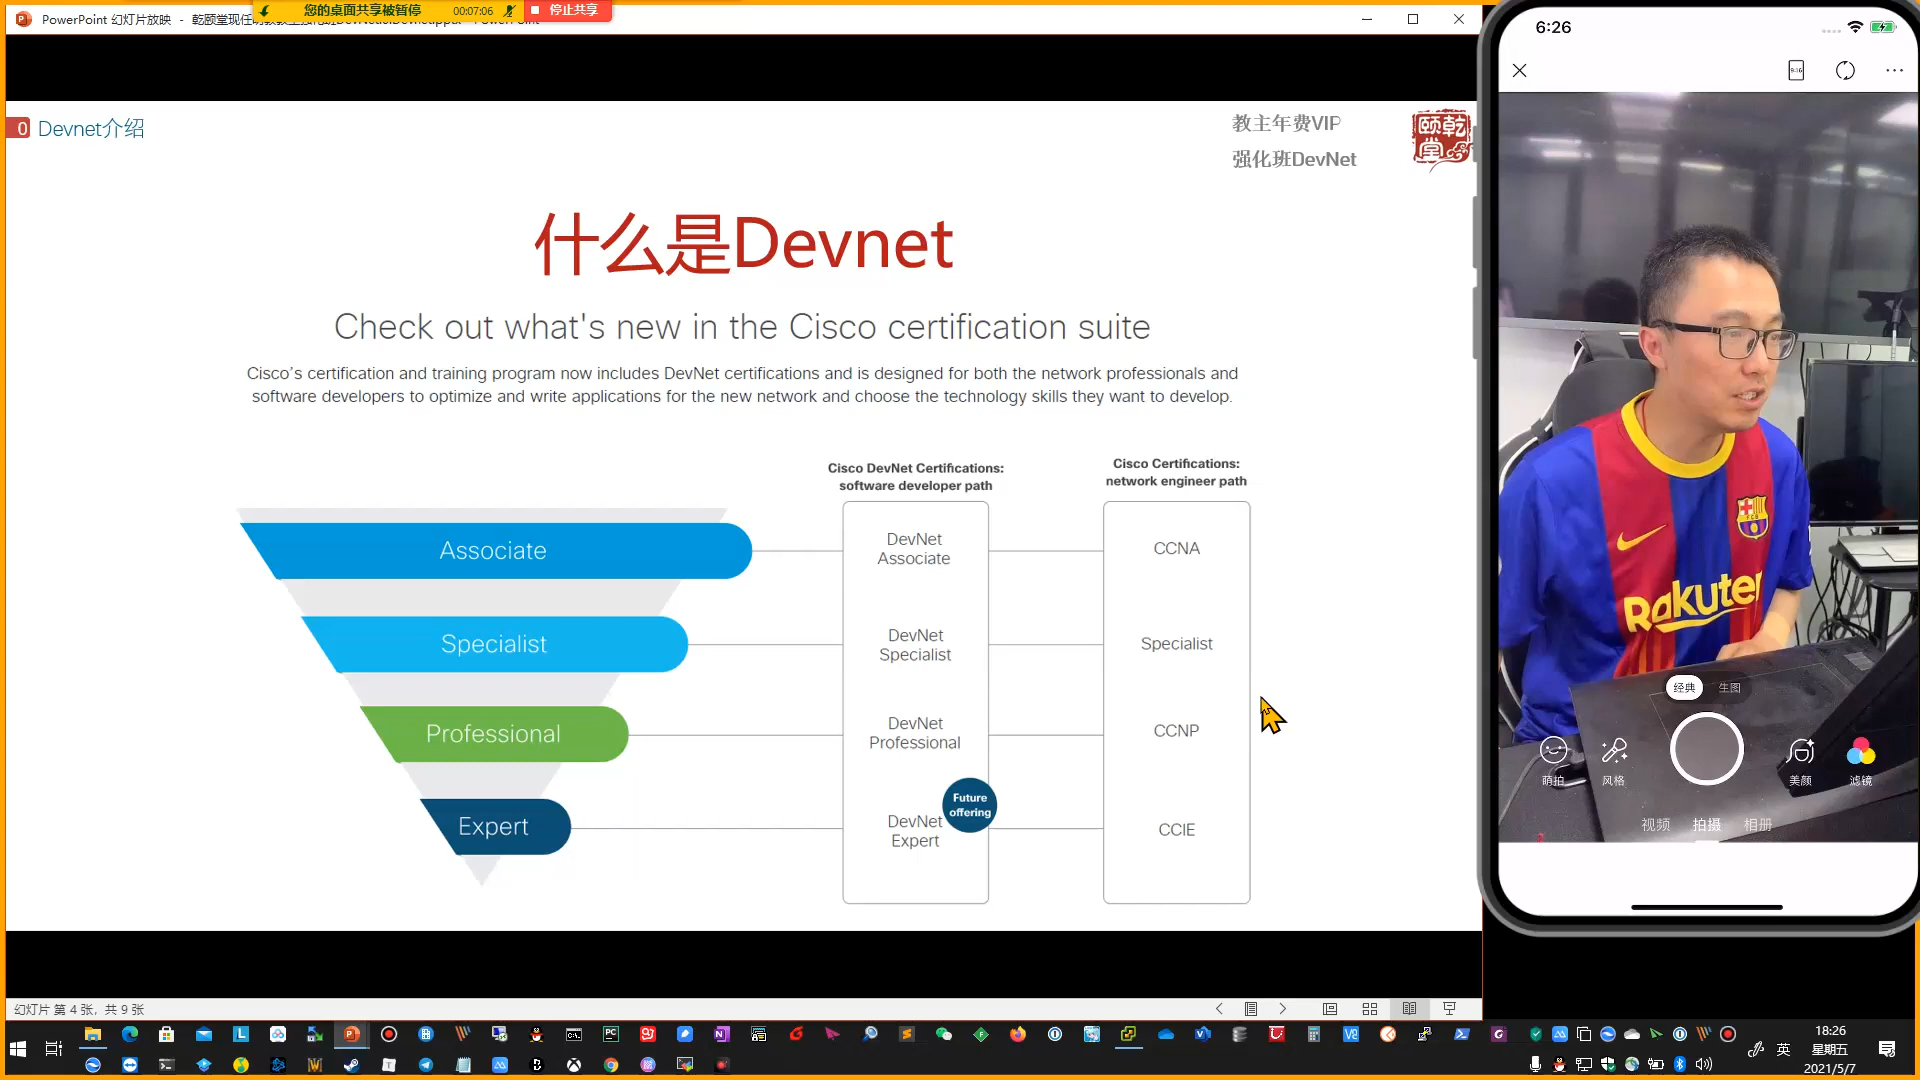 PowerPoint 幻灯片放映 -
您的桌面共享被暂停
00:07:06
停止共享
0 Devnet介绍
教主年费VIP
强化班DevNet
颐乾堂
什么是Devnet
Check out what's new in the Cisco certification suite
Cisco's certification and training program now includes DevNet certifications and is designed for both the network professionals and
software developers to optimize and write applications for the new network and choose the technology skills they want to develop.
Cisco DevNet Certifications:
software developer path
Cisco Certifications:
network engineer path
Associate
DevNet
Associate
CCNA
Specialist
DevNet
Specialist
Specialist
Professional
DevNet
Professional
CCNP
Future
offering
Expert
DevNet
Expert
CCIE
幻灯片 第 4 张，共 9 张
6:26
9:16
Rakuten
经典 生图
萌拍
风格
美颜
滤镜
视频 拍摄 相册
英
18:26
星期五
2021/5/7